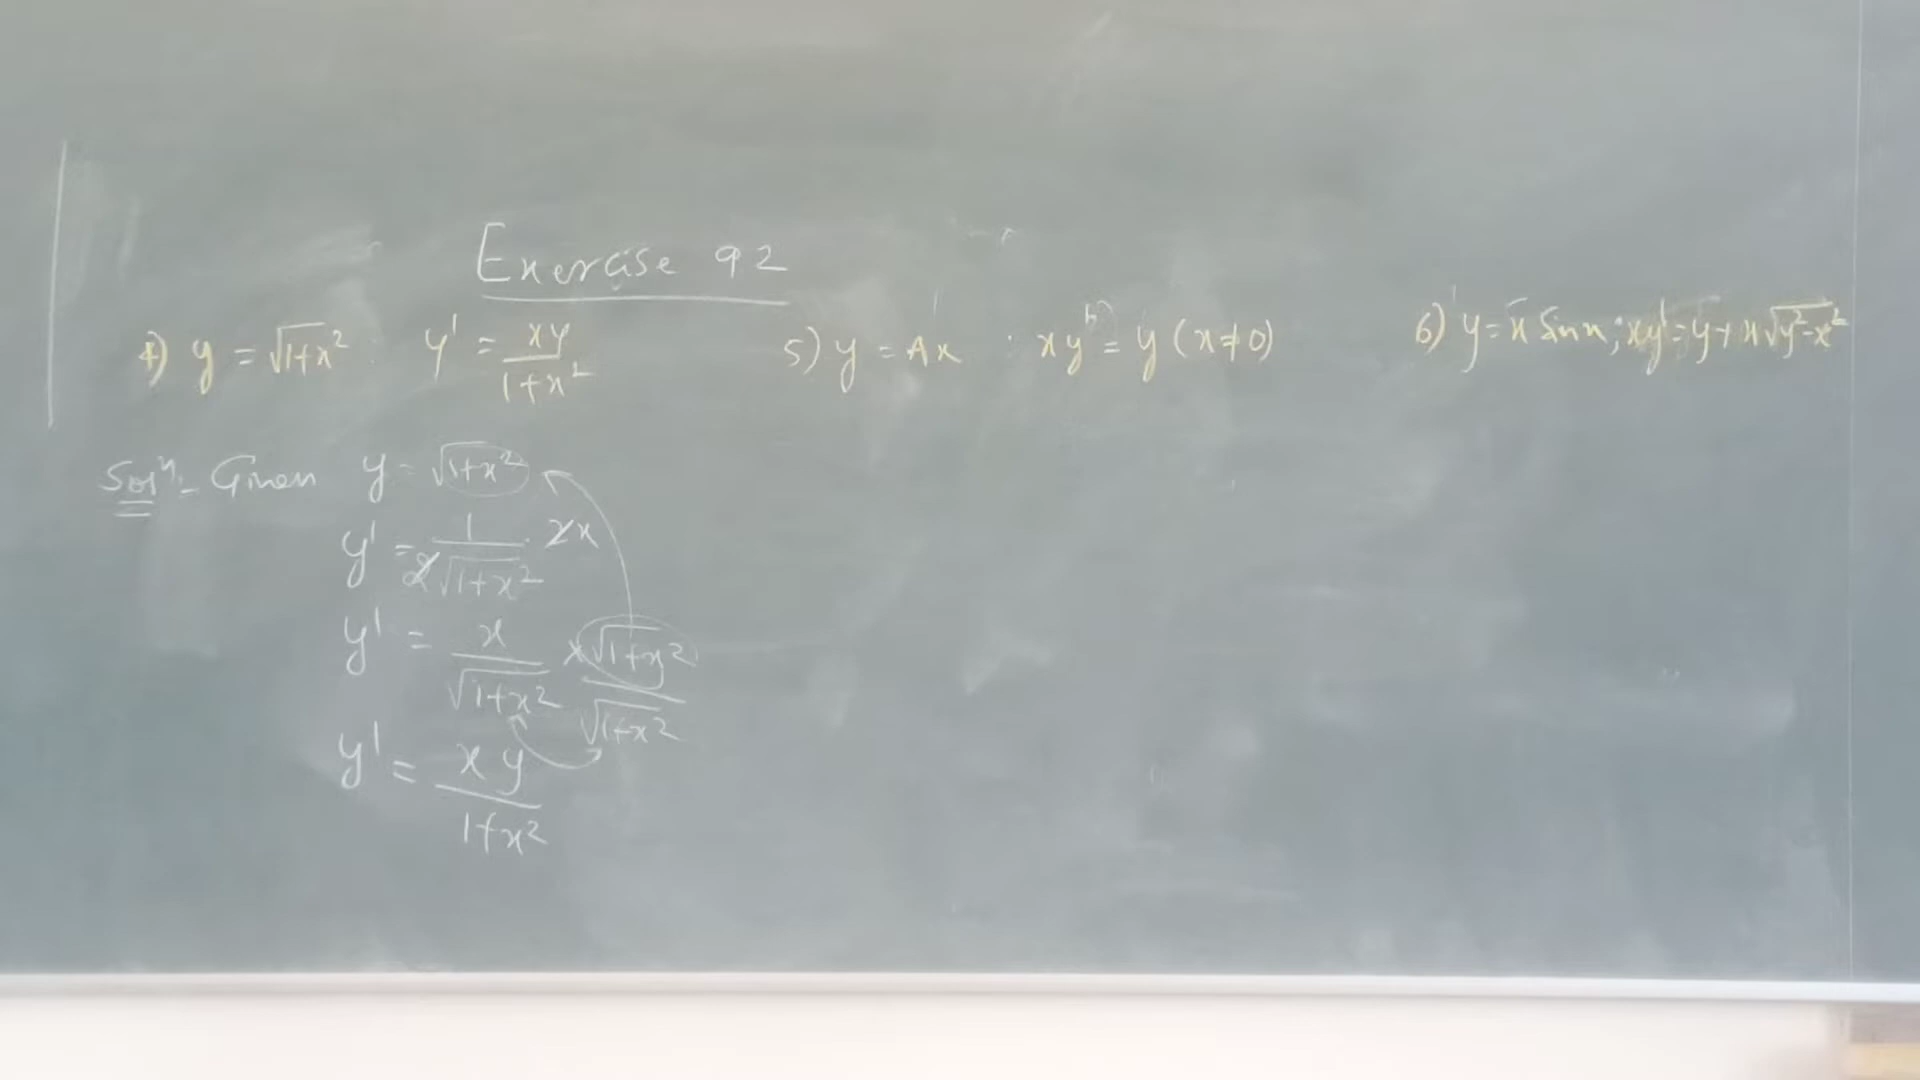 Exercise 9 2
4) y = √1+x² y' = xy/1+x² 5) y = Ax xy' = y (x≠0) 6) y = x Sin x; xy' = y + x√y²-x²
Solⁿ- Given y = √1+x²
y' = 1/2√1+x² 2x
y' = x/√1+x² × √1+x²/√1+x²
y' = xy/1+x²